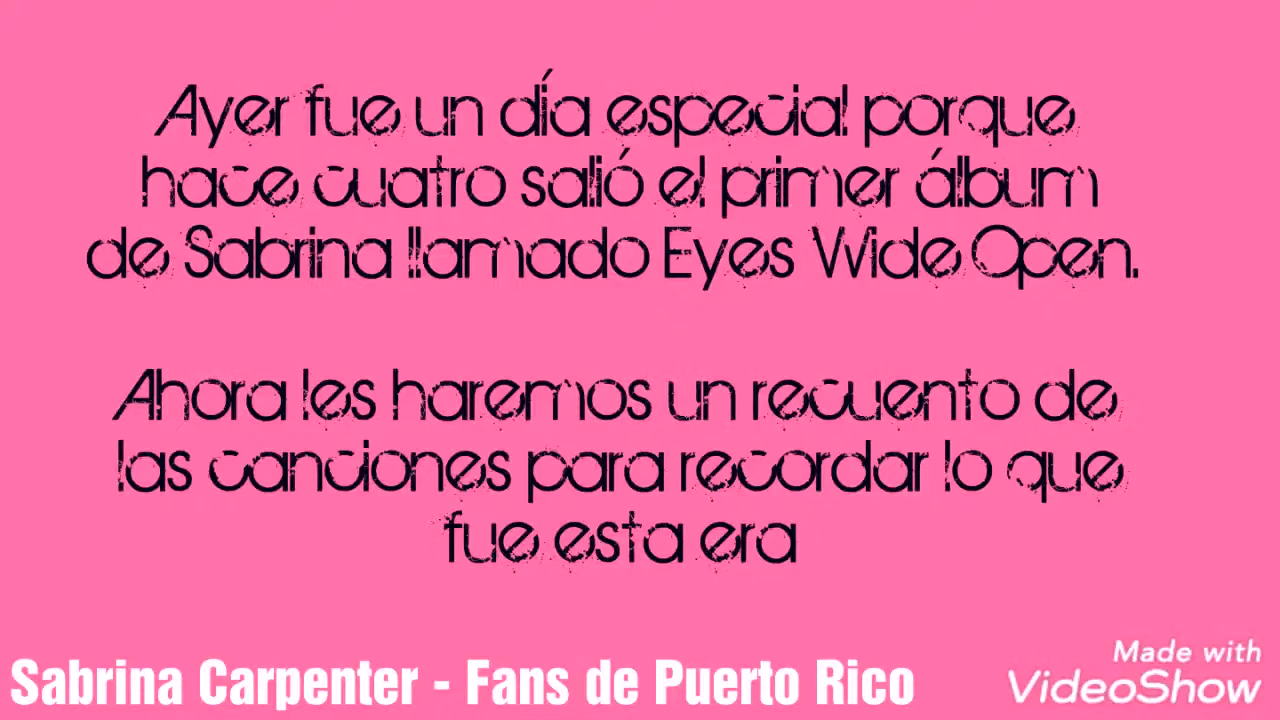 Ayer fue un día especial porque
hace cuatro salió el primer álbum
de Sabrina llamado Eyes Wide Open.
Ahora les haremos un recuento de
las canciones para recordar lo que
fue esta era
Sabrina Carpenter - Fans de Puerto Rico
Made with
VideoShow